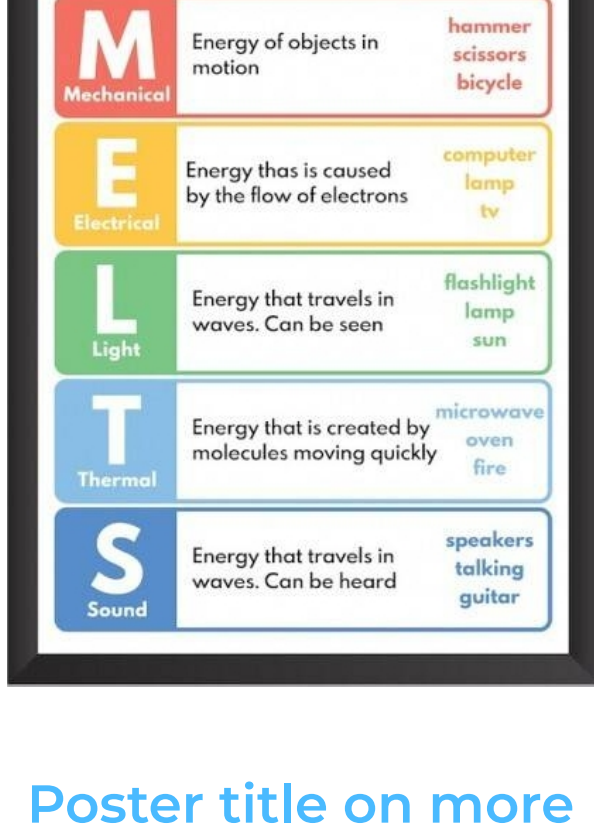 M
Mechanical
Energy of objects in
motion
hammer
scissors
bicycle
E
Electrical
Energy thas is caused
by the flow of electrons
computer
lamp
tv
L
Light
Energy that travels in
waves. Can be seen
flashlight
lamp
sun
T
Thermal
Energy that is created by
molecules moving quickly
microwave
oven
fire
S
Sound
Energy that travels in
waves. Can be heard
speakers
talking
guitar
Poster title on more